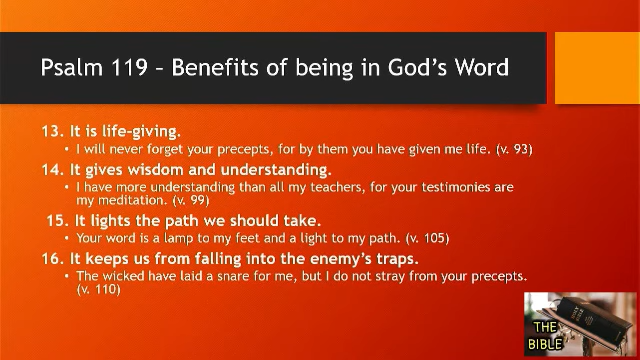 Psalm 119 – Benefits of being in God's Word
13. It is life-giving.
• I will never forget your precepts, for by them you have given me life. (v. 93)
14. It gives wisdom and understanding.
• I have more understanding than all my teachers, for your testimonies are
my meditation. (v. 99)
15. It lights the path we should take.
• Your word is a lamp to my feet and a light to my path. (v. 105)
16. It keeps us from falling into the enemy's traps.
• The wicked have laid a snare for me, but I do not stray from your precepts.
(v. 110)
HOLY BIBLE
THE
BIBLE